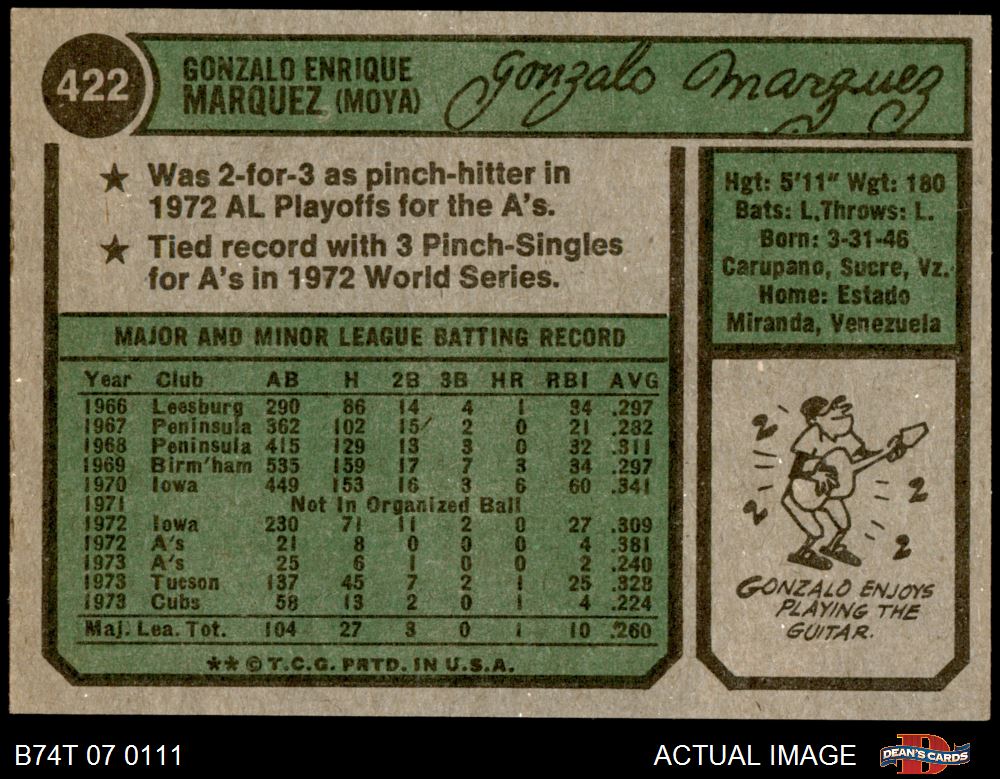 422
GONZALO ENRIQUE
MARQUEZ (MOYA)
Gonzalo Marquez
★ Was 2-for-3 as pinch-hitter in
1972 AL Playoffs for the A's.
★ Tied record with 3 Pinch-Singles
for A's in 1972 World Series.
Hgt: 5'11" Wgt: 180
Bats: L. Throws: L.
Born: 3-31-46
Carupano, Sucre, Vz.
Home: Estado
Miranda, Venezuela
MAJOR AND MINOR LEAGUE BATTING RECORD
Year Club AB H 2B 3B HR RBI AVG
1966 Leesburg 290 86 14 4 1 34 .297
1967 Peninsula 362 102 15 2 0 21 .282
1968 Peninsula 415 129 13 3 0 32 .311
1969 Birm'ham 535 159 17 7 3 34 .297
1970 Iowa 449 153 16 3 6 60 .341
1971 Not In Organized Ball
1972 Iowa 230 71 11 2 0 27 .309
1972 A's 21 8 0 0 0 4 .381
1973 A's 25 6 1 0 0 2 .240
1973 Tucson 137 45 7 2 1 25 .328
1973 Cubs 58 13 2 0 1 4 .224
Maj. Lea. Tot. 104 27 3 0 1 10 .260
** © T.C.G. PRTD. IN U.S.A.
GONZALO ENJOYS
PLAYING THE
GUITAR.
B74T 07 0111
ACTUAL IMAGE
DEAN'S CARDS